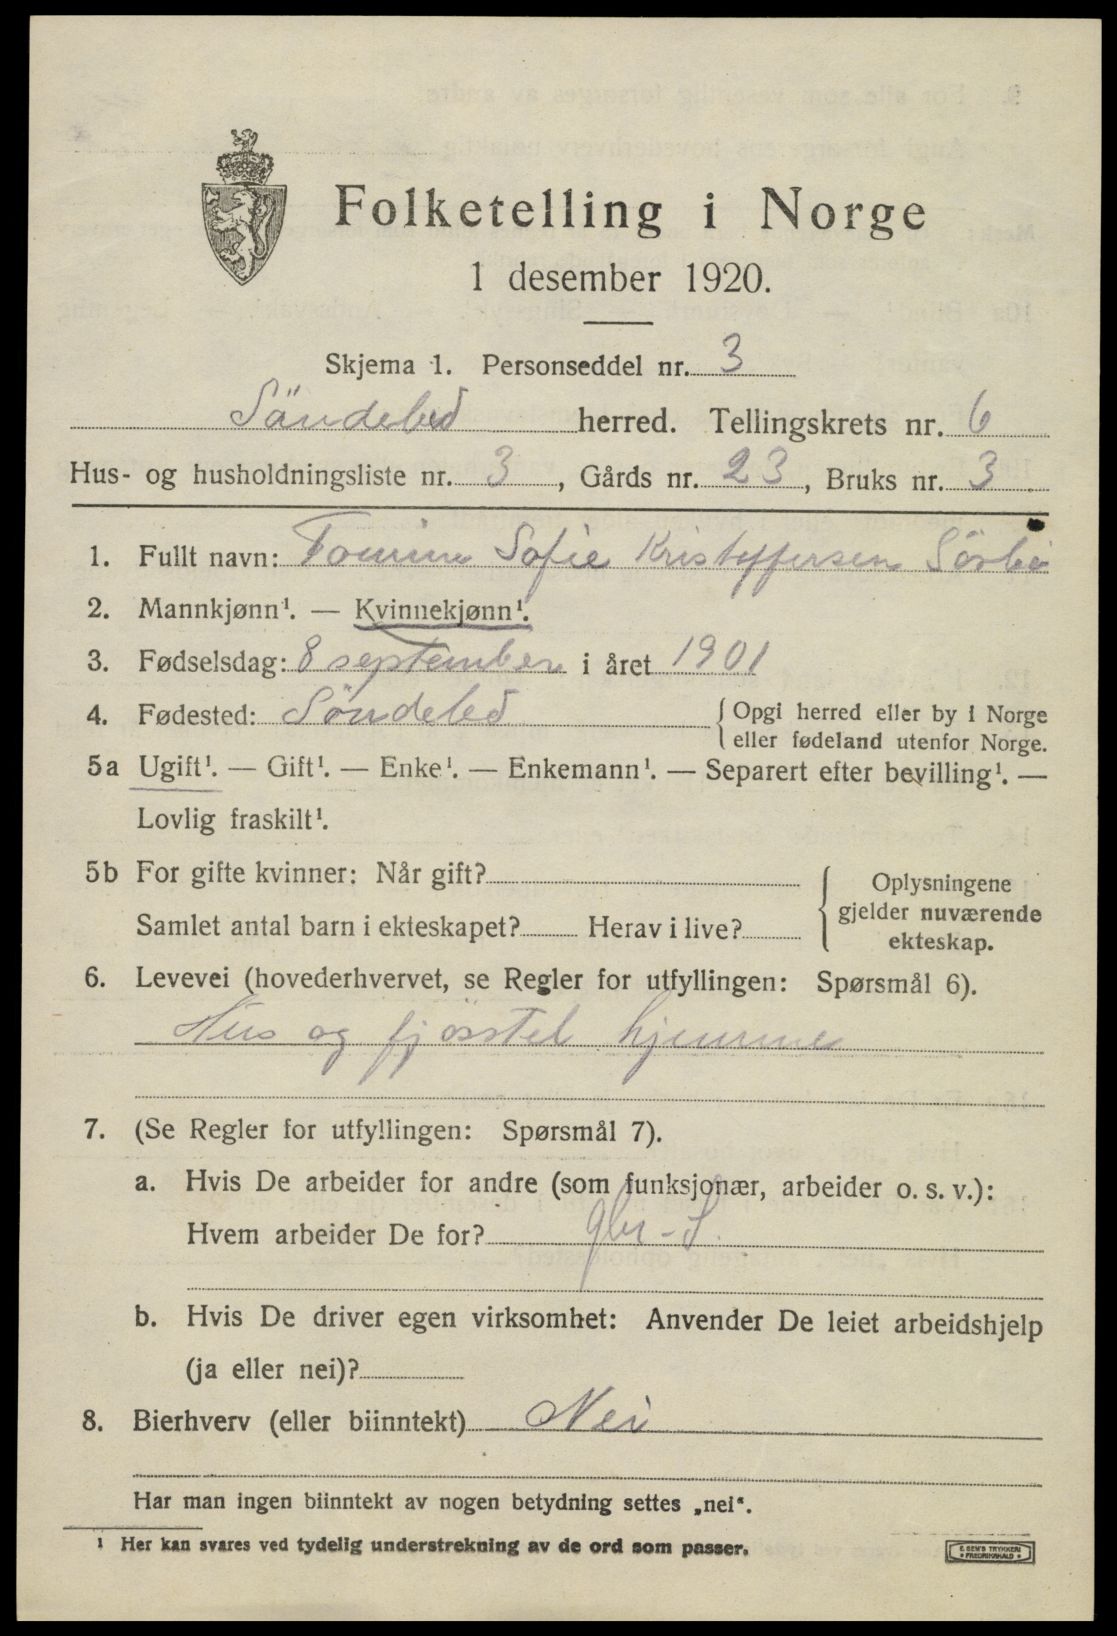 Folketelling i Norge
1 desember 1920.
Skjema 1. Personseddel nr. 3
Söndeled herred. Tellingskrets nr. 6
Hus- og husholdningsliste nr. 3, Gårds nr. 23, Bruks nr. 3
1. Fullt navn: Tomine Sofie Kristoffersen Sörbö
2. Mannkjønn¹. — Kvinnekjønn¹.
3. Fødselsdag: 8 september i året 1901
4. Fødested: Söndeled {Opgi herred eller by i Norge
eller fødeland utenfor Norge.
5a Ugift¹. — Gift¹. — Enke¹. — Enkemann¹. — Separert efter bevilling¹. —
Lovlig fraskilt¹.
5b For gifte kvinner: Når gift?
Samlet antal barn i ekteskapet? Herav i live?
{Oplysningene
gjelder nuværende
ekteskap.
6. Levevei (hovederhvervet, se Regler for utfyllingen: Spørsmål 6).
Hus og fjösstel hjemme
7. (Se Regler for utfyllingen: Spørsmål 7).
a. Hvis De arbeider for andre (som funksjonær, arbeider o. s. v.):
Hvem arbeider De for? gbr-S.
b. Hvis De driver egen virksomhet: Anvender De leiet arbeidshjelp
(ja eller nei)?
8. Bierhverv (eller biinntekt) Nei
Har man ingen biinntekt av nogen betydning settes „nei“.
¹ Her kan svares ved tydelig understrekning av de ord som passer.
E. SEM'S TRYKKERI
* FREDRIKSHALD *